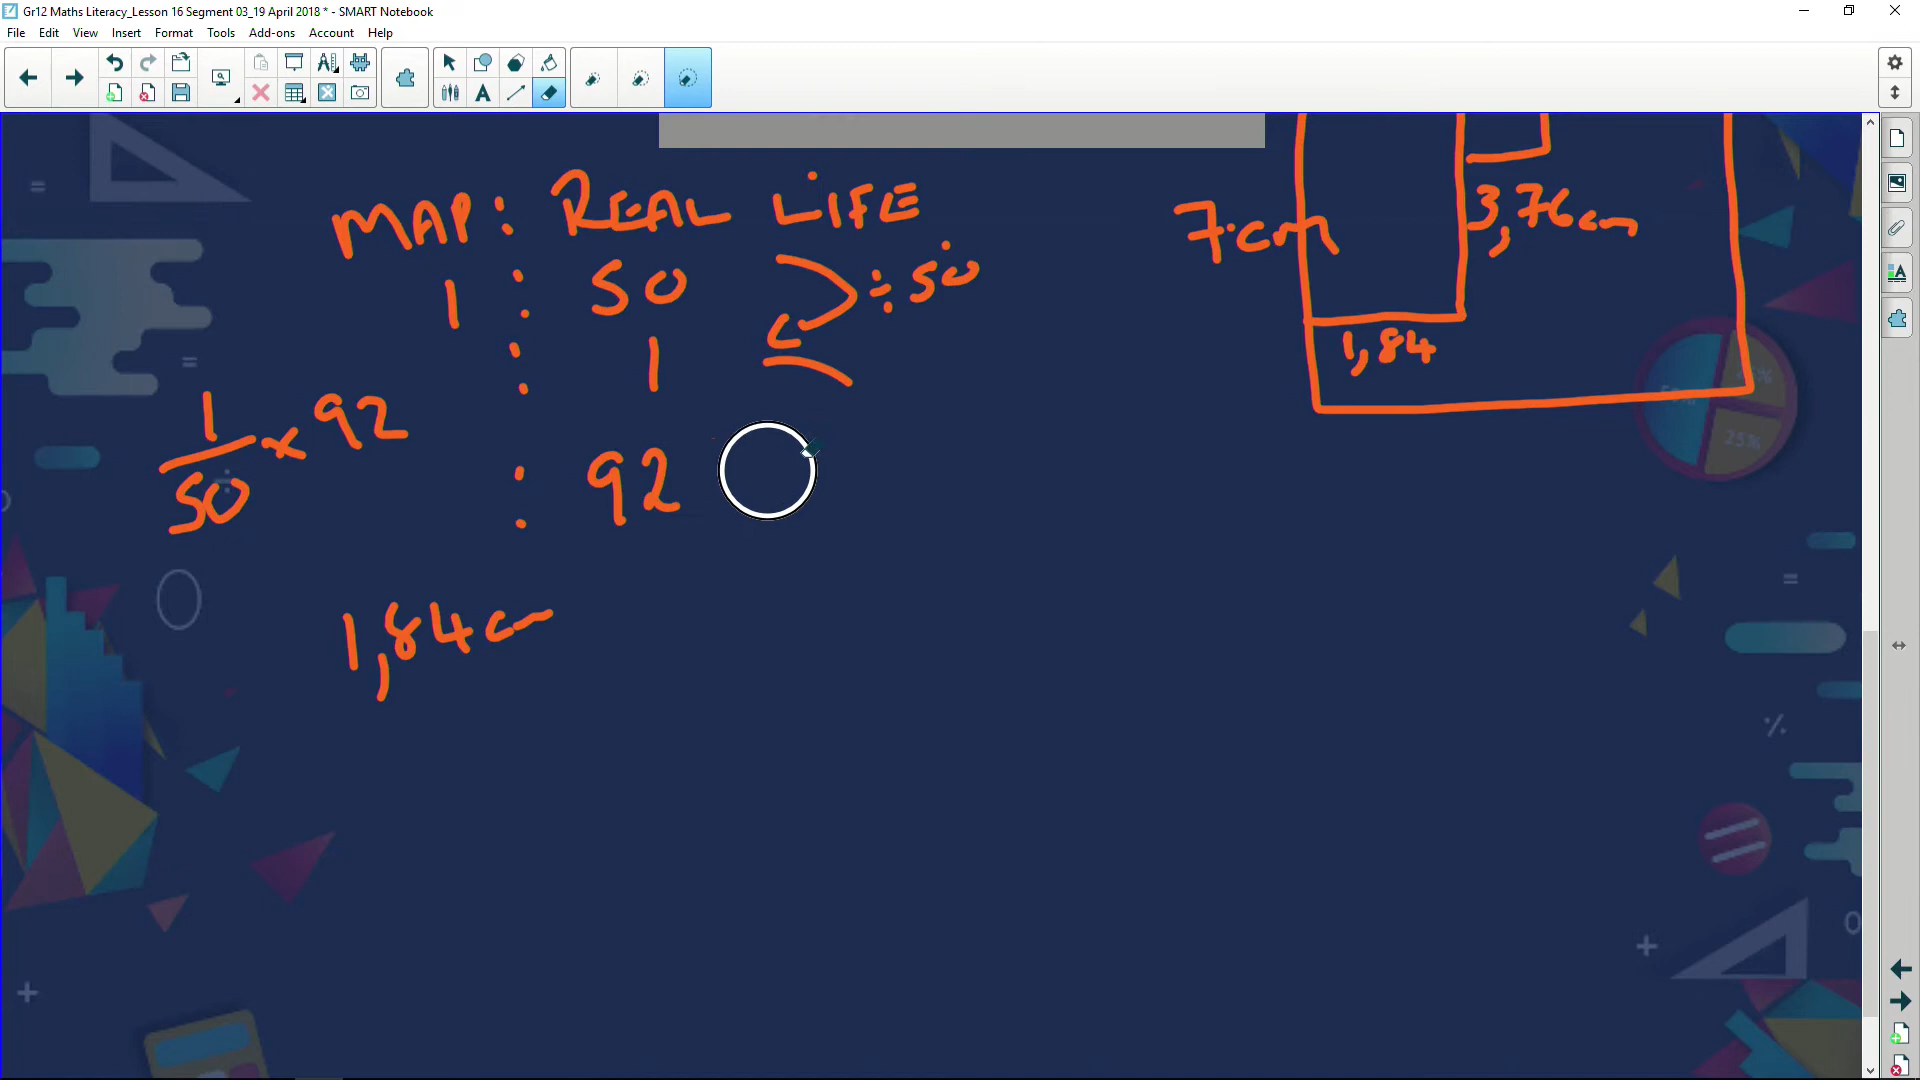 Gr12 Maths Literacy_Lesson 16 Segment 03_19 April 2018 * - SMART Notebook
File Edit View Insert Format Tools Add-ons Account Help
MAP : REAL LIFE
1 : 50 ÷ 50
: 1
1/50 × 92
: 92
1,84cm
7cm
3,76cm
1,84
25%